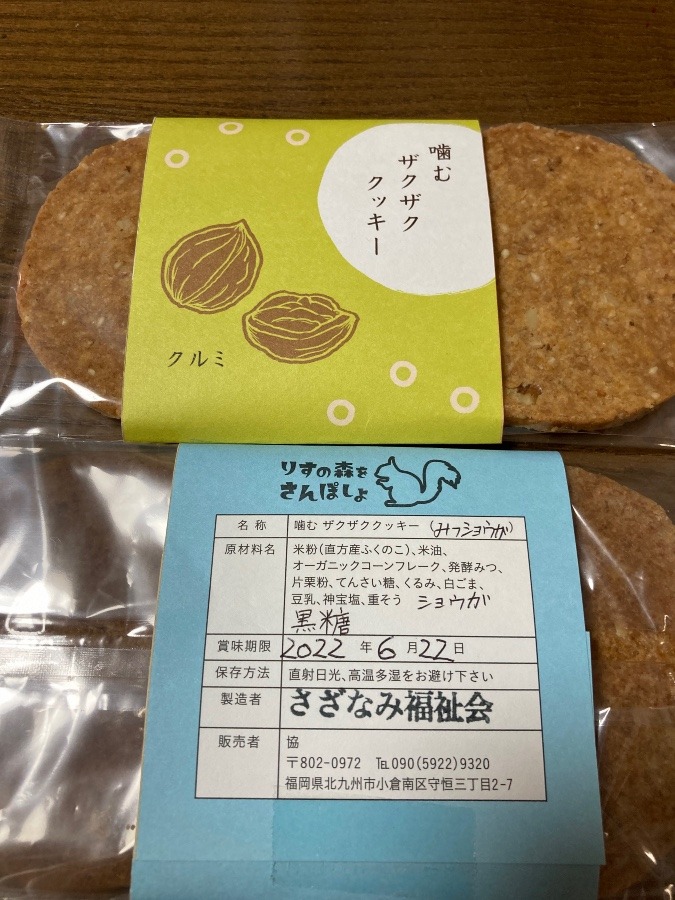 噛む
ザクザク
クッキー
クルミ
りすの森を
さんぽしょ
名 称 噛む ザクザククッキー (みつショウガ)
原材料名 米粉(直方産ふくのこ)、米油、
オーガニックコーンフレーク、発酵みつ、
片栗粉、てんさい糖、くるみ、白ごま、
豆乳、神宝塩、重そう ショウガ
黒糖
賞味期限 2022 年 6 月 22 日
保存方法 直射日光、高温多湿をお避け下さい
製造者 さざなみ福祉会
販売者 協
〒802-0972 ℡090(5922)9320
福岡県北九州市小倉南区守恒三丁目2-7